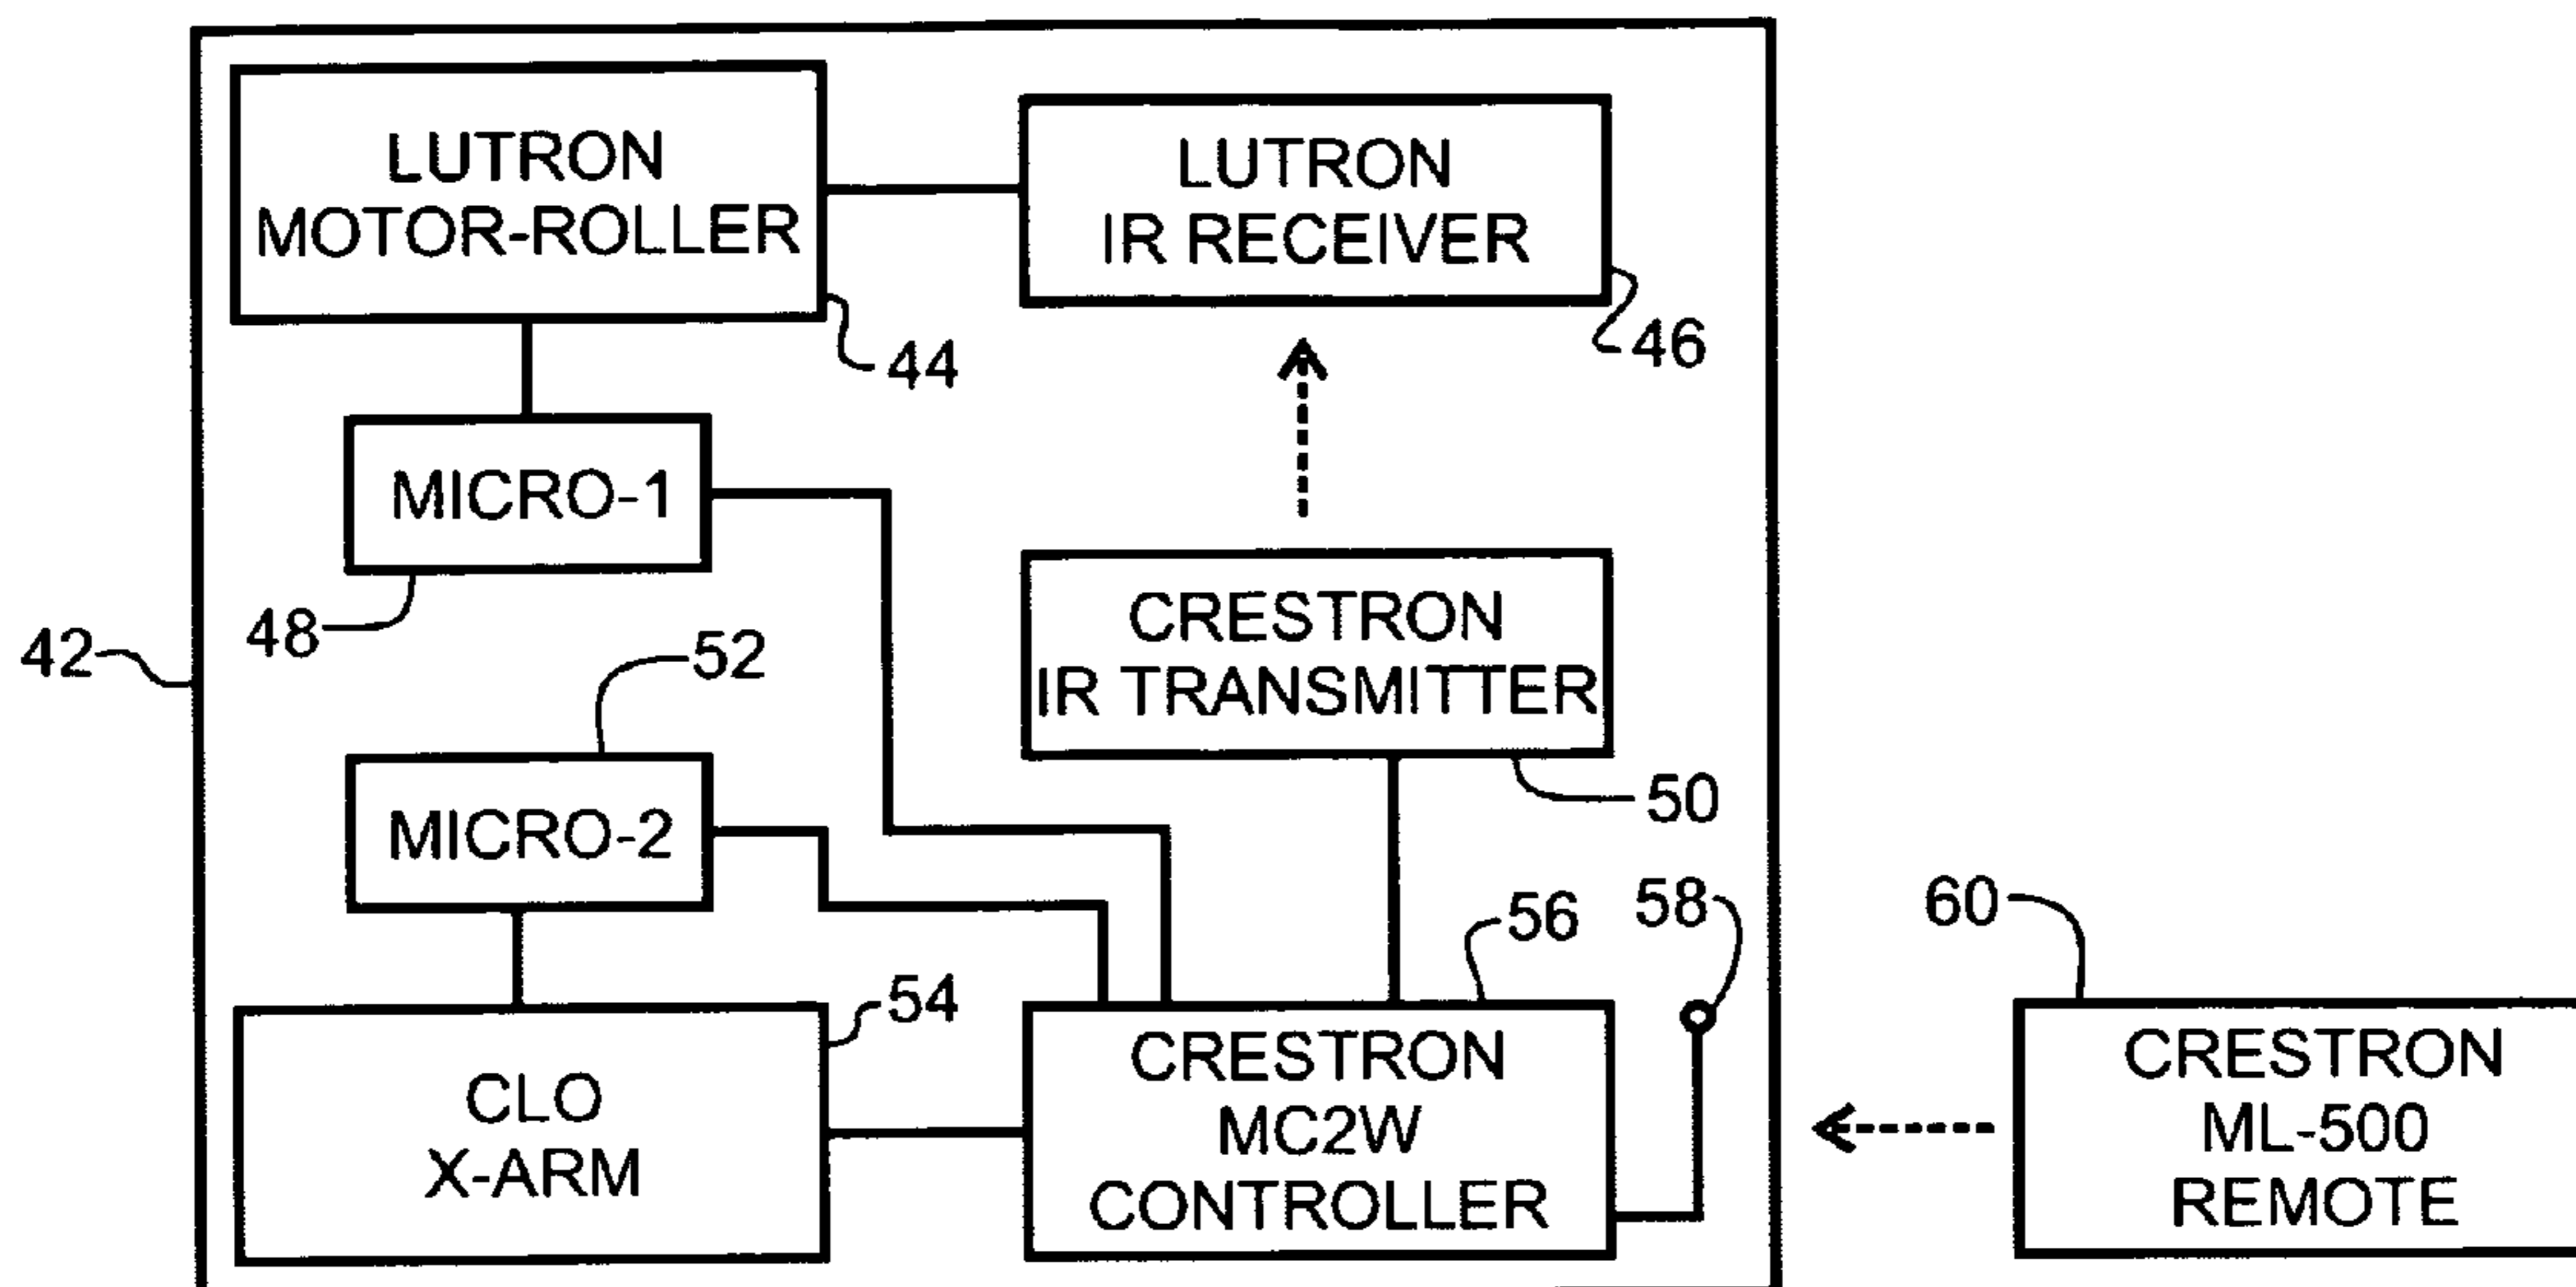 LUTRON
MOTOR-ROLLER
44
LUTRON
IR RECEIVER
46
MICRO-1
48
42
52
MICRO-2
CRESTRON
IR TRANSMITTER
50
54
CLO
X-ARM
56
58
CRESTRON
MC2W
CONTROLLER
60
CRESTRON
ML-500
REMOTE